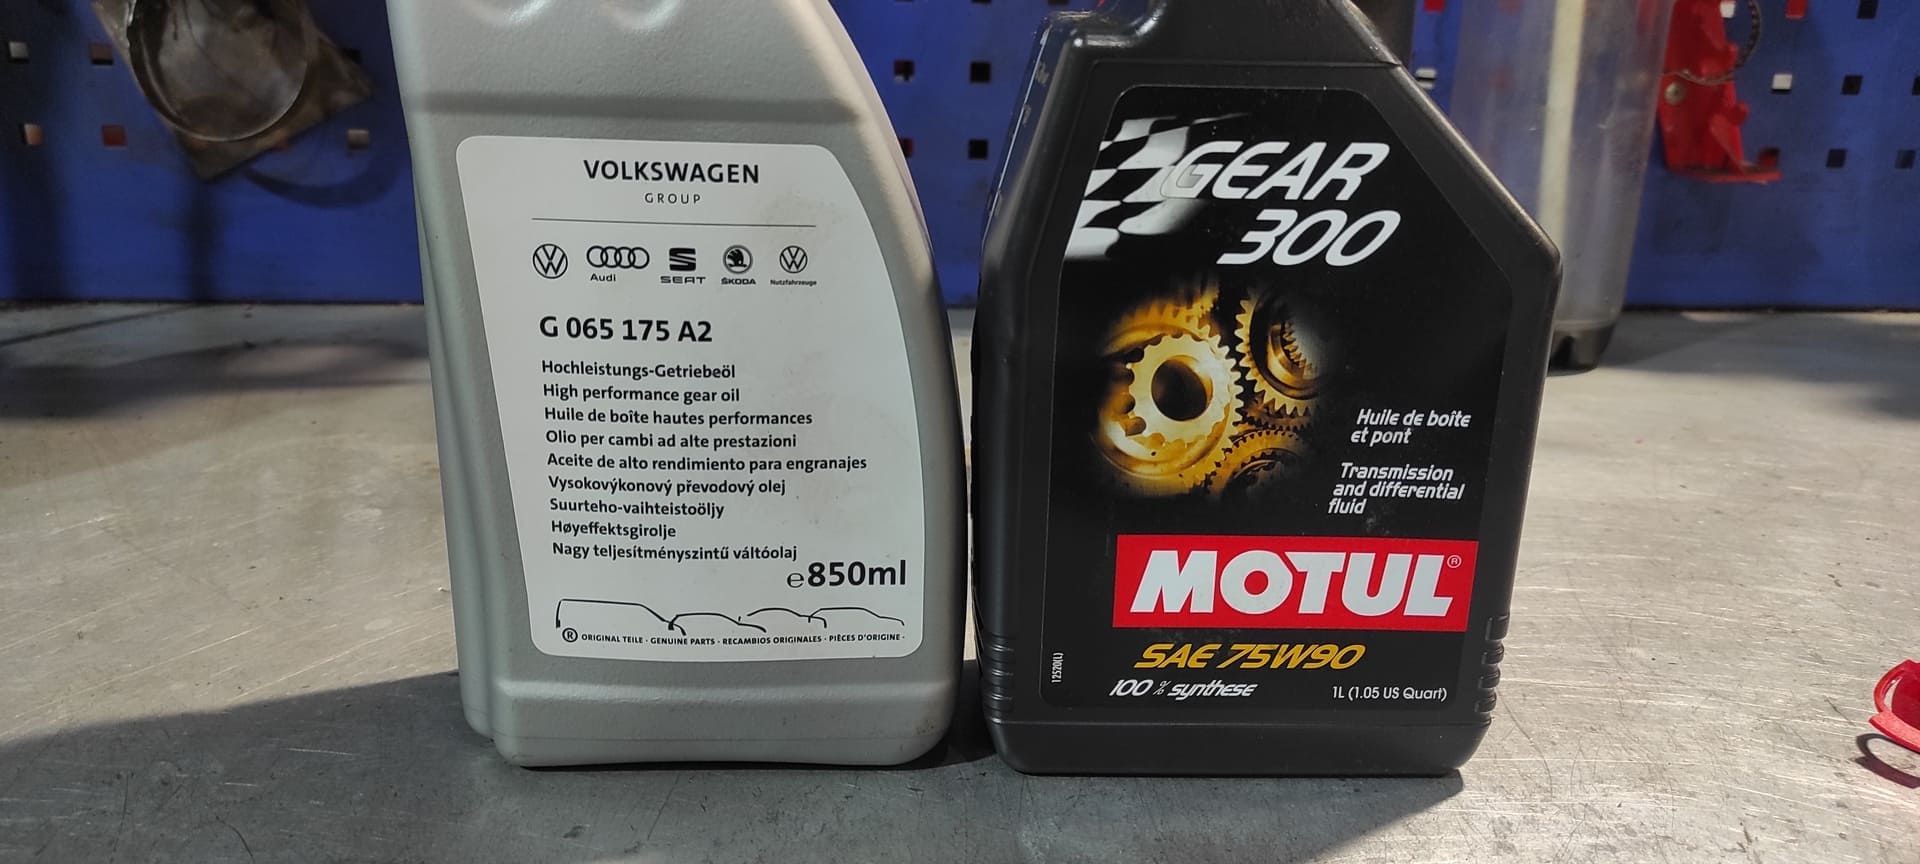 VOLKSWAGEN
GROUP
Audi
SEAT
ŠKODA
Nutzfahrzeuge
G 065 175 A2
Hochleistungs-Getriebeöl
High performance gear oil
Huile de boîte hautes performances
Olio per cambi ad alte prestazioni
Aceite de alto rendimiento para engranajes
Vysokovýkonový převodový olej
Suurteho-vaihteistoöljy
Høyeffektsgirolje
Nagy teljesítményszintű váltóolaj
℮850ml
® ORIGINAL TEILE · GENUINE PARTS · RECAMBIOS ORIGINALES · PIÈCES D'ORIGINE ·
GEAR
300
Huile de boîte
et pont
Transmission
and differential
fluid
MOTUL®
SAE 75W90
100 % synthese
1L (1.05 US Quart)
12520(L)